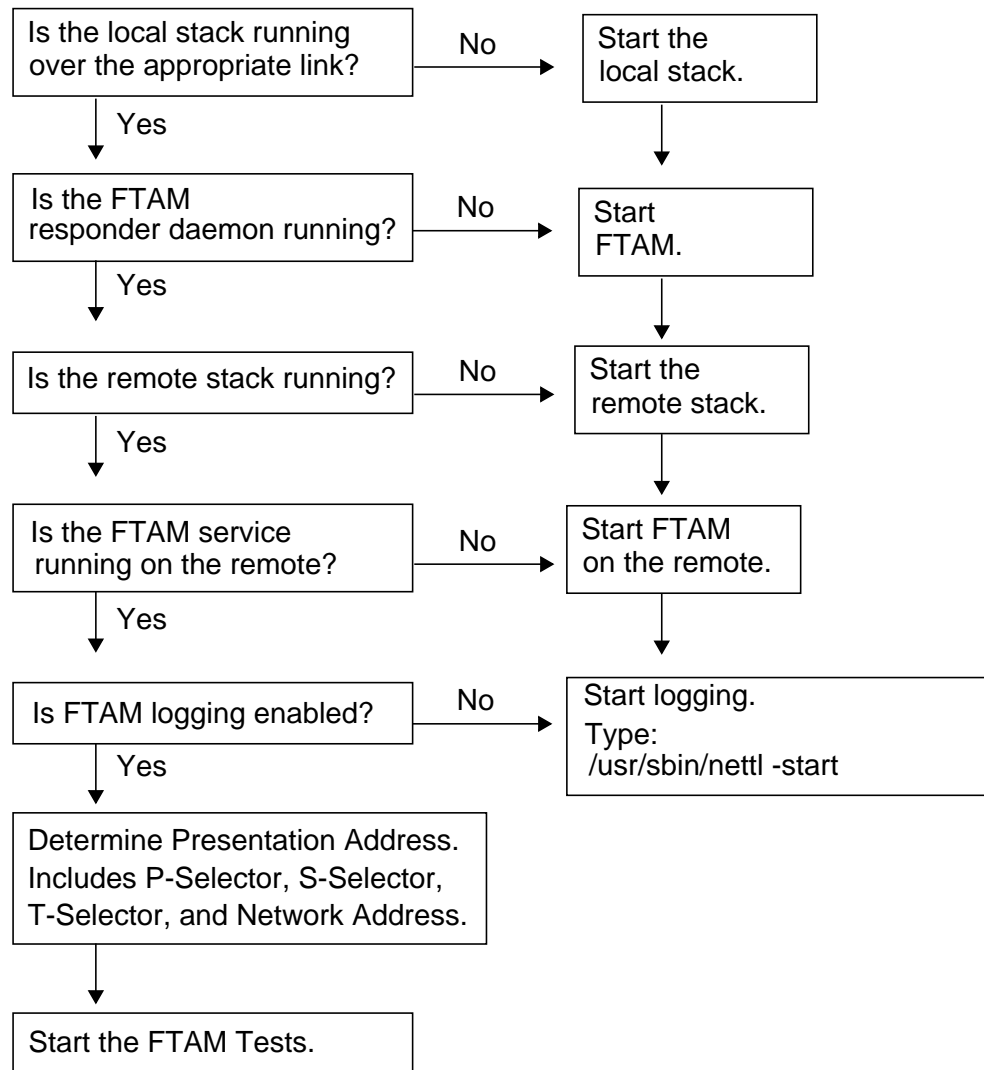 Is the local stack running
over the appropriate link?
No
Start the
local stack.
Yes
Is the FTAM
responder daemon running?
No
Start
FTAM.
Yes
Is the remote stack running?
No
Start the
remote stack.
Yes
Is the FTAM service
running on the remote?
No
Start FTAM
on the remote.
Yes
Is FTAM logging enabled?
No
Start logging.
Type:
/usr/sbin/nettl -start
Yes
Determine Presentation Address.
Includes P-Selector, S-Selector,
T-Selector, and Network Address.
Start the FTAM Tests.